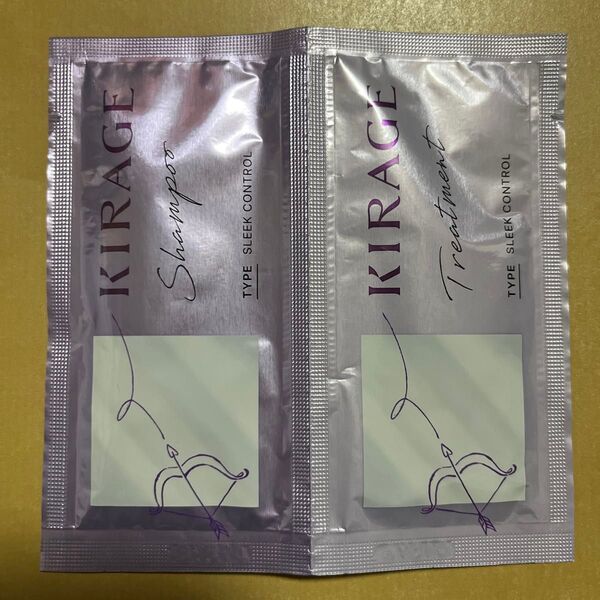 KIRAGE
Shampoo
TYPE SLEEK CONTROL
KIRAGE
Treatment
TYPE SLEEK CONTROL